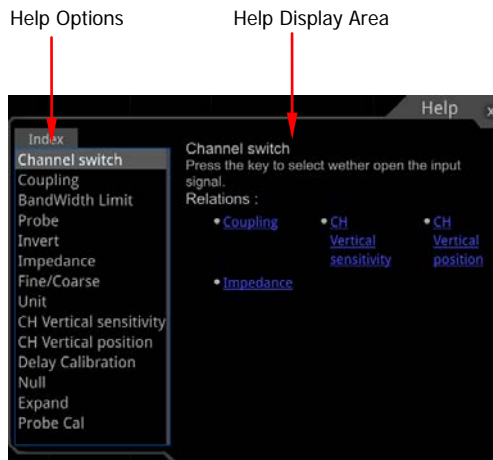 Help Options
Help Display Area
Help x
Index
Channel switch
Coupling
BandWidth Limit
Probe
Invert
Impedance
Fine/Coarse
Unit
CH Vertical sensitivity
CH Vertical position
Delay Calibration
Null
Expand
Probe Cal
Channel switch
Press the key to select wether open the input
signal.
Relations :
• Coupling
• CH
Vertical
sensitivity
• CH
Vertical
position
• Impedance